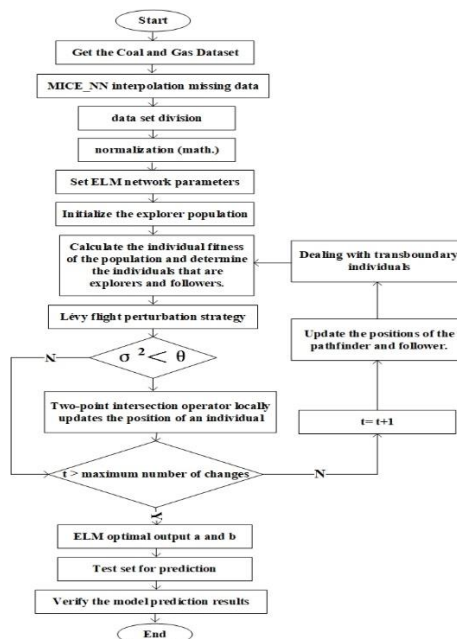 Start
Get the Coal and Gas Dataset
MICE_NN interpolation missing data
data set division
normalization (math.)
Set ELM network parameters
Initialize the explorer population
Calculate the individual fitness
of the population and determine
the individuals that are
explorers and followers.
Dealing with transboundary
individuals
Lévy flight perturbation strategy
Update the positions of the
pathfinder and follower.
N
σ ² < θ
Two-point intersection operator locally
updates the position of an individual
t= t+1
t > maximum number of changes
N
Y
ELM optimal output a and b
Test set for prediction
Verify the model prediction results
End